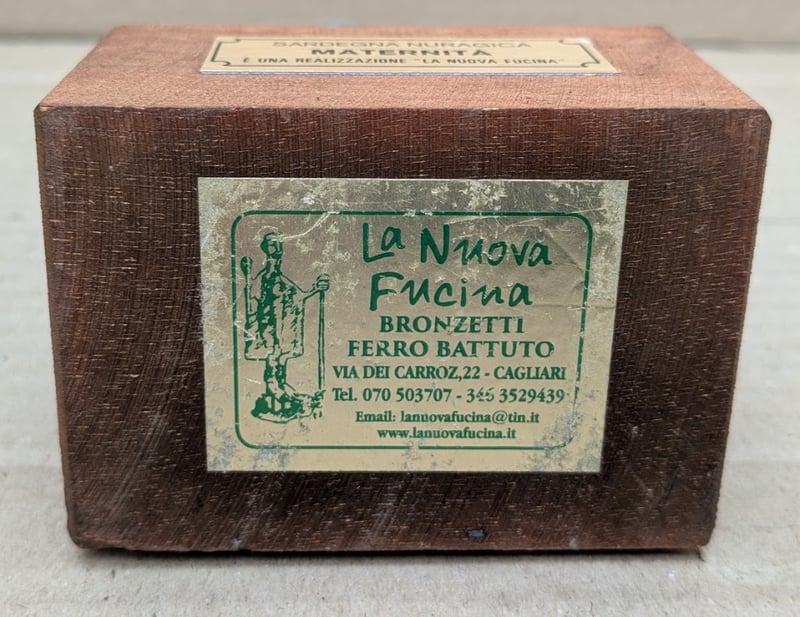 SARDEGNA NURAGICA
MATERNITÀ
È UNA REALIZZAZIONE "LA NUOVA FUCINA"
La Nuova
Fucina
BRONZETTI
FERRO BATTUTO
VIA DEI CARROZ,22 - CAGLIARI
Tel. 070 503707 - 346 3529439
Email: lanuovafucina@tin.it
www.lanuovafucina.it